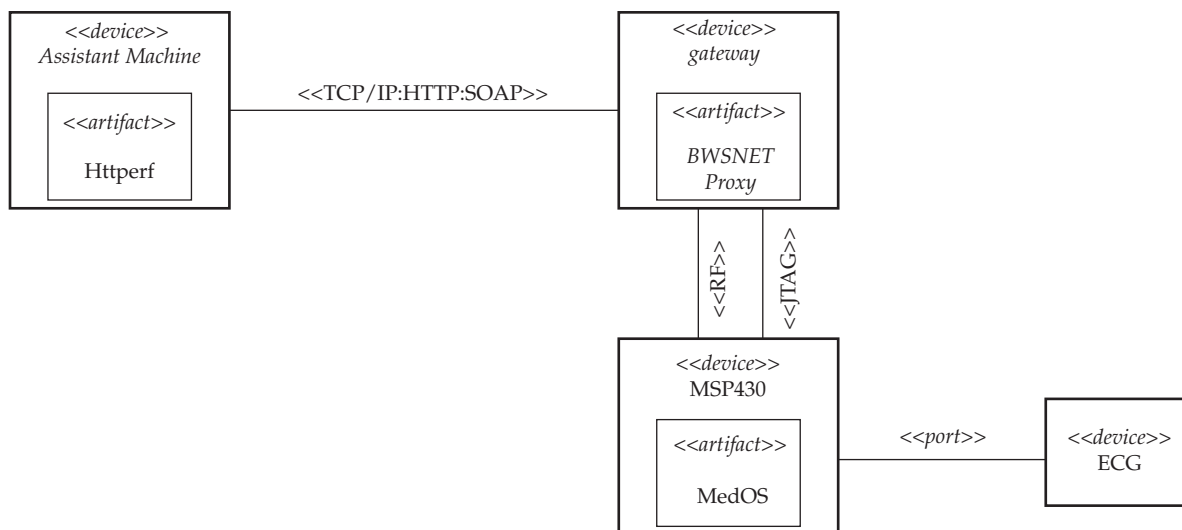 <<device>>
Assistant Machine
<<artifact>>
Httperf
<<TCP/IP:HTTP:SOAP>>
<<device>>
gateway
<<artifact>>
BWSNET
Proxy
<<RF>>
<<JTAG>>
<<device>>
MSP430
<<artifact>>
MedOS
<<port>>
<<device>>
ECG